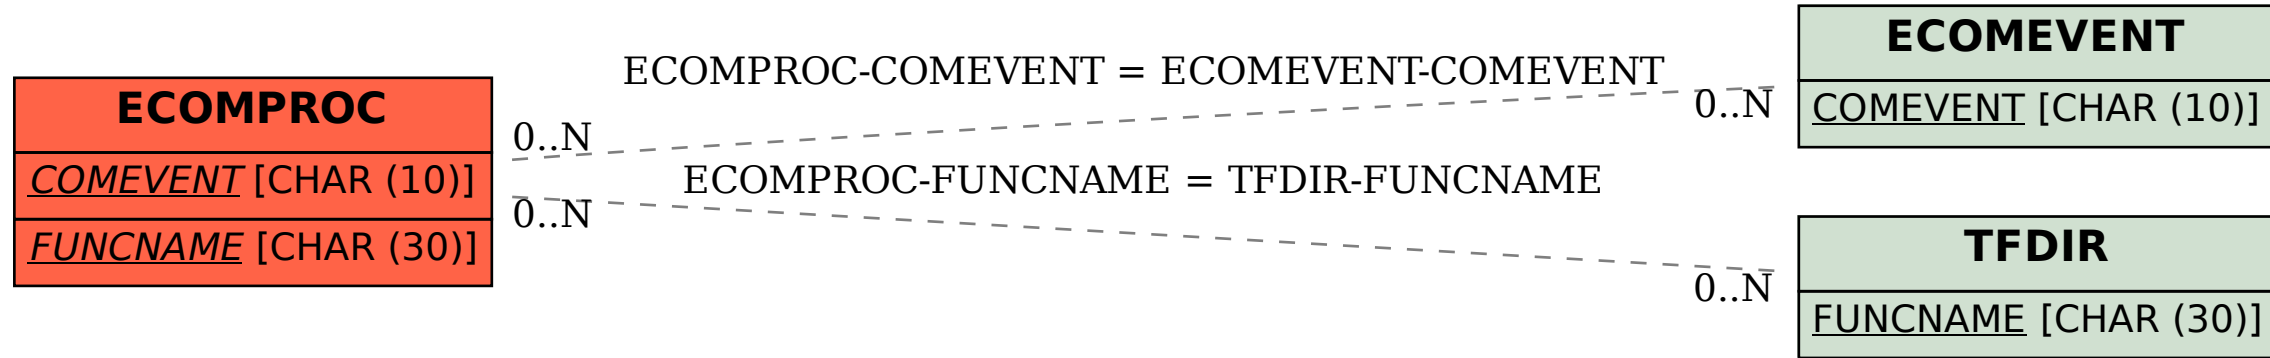 ECOMPROC
COMEVENT [CHAR (10)]
FUNCNAME [CHAR (30)]
ECOMPROC-COMEVENT = ECOMEVENT-COMEVENT
0..N
0..N
ECOMPROC-FUNCNAME = TFDIR-FUNCNAME
0..N
0..N
ECOMEVENT
COMEVENT [CHAR (10)]
TFDIR
FUNCNAME [CHAR (30)]